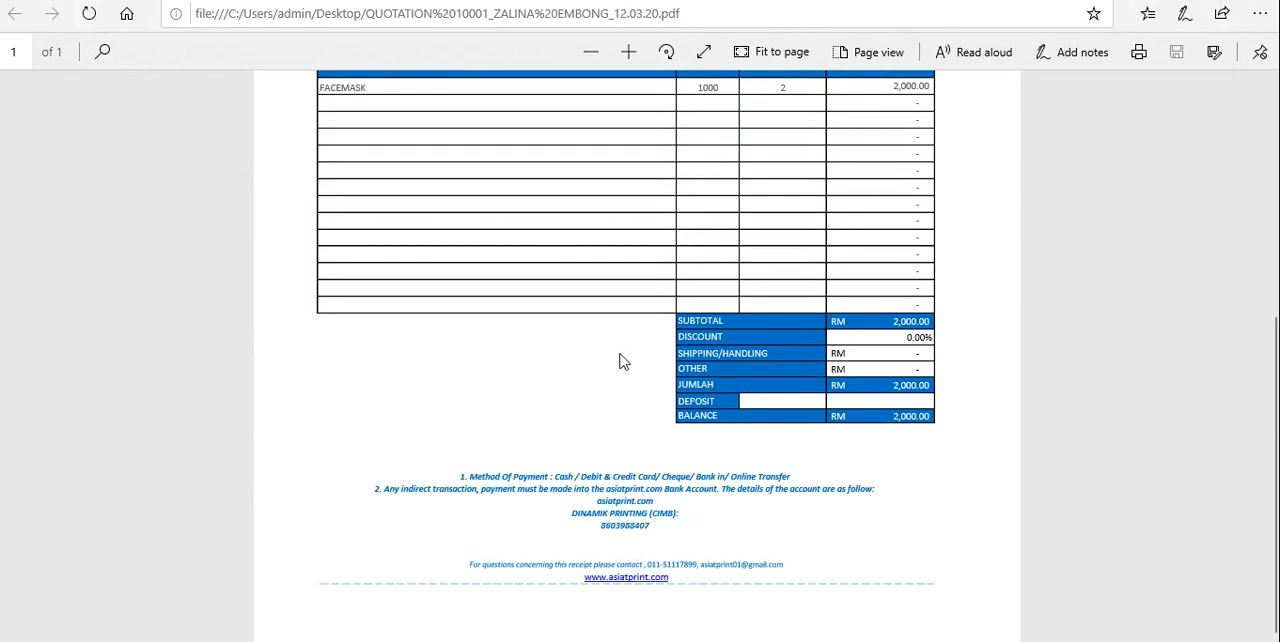 file:///C:/Users/admin/Desktop/QUOTATION%2010001_ZALINA%20EMBONG_12.03.20.pdf
1 of 1 Fit to page Page view Read aloud Add notes
FACEMASK 1000 2 2,000.00
-
-
-
-
-
-
-
-
-
-
-
-
-
SUBTOTAL RM 2,000.00
DISCOUNT 0.00%
SHIPPING/HANDLING RM -
OTHER RM -
JUMLAH RM 2,000.00
DEPOSIT
BALANCE RM 2,000.00
1. Method Of Payment : Cash / Debit & Credit Card/ Cheque/ Bank in/ Online Transfer
2. Any indirect transaction, payment must be made into the asiatprint.com Bank Account. The details of the account are as follow:
asiatprint.com
DINAMIK PRINTING (CIMB):
8603988407
For questions concerning this receipt please contact , 011-51117899, asiatprint01@gmail.com
www.asiatprint.com